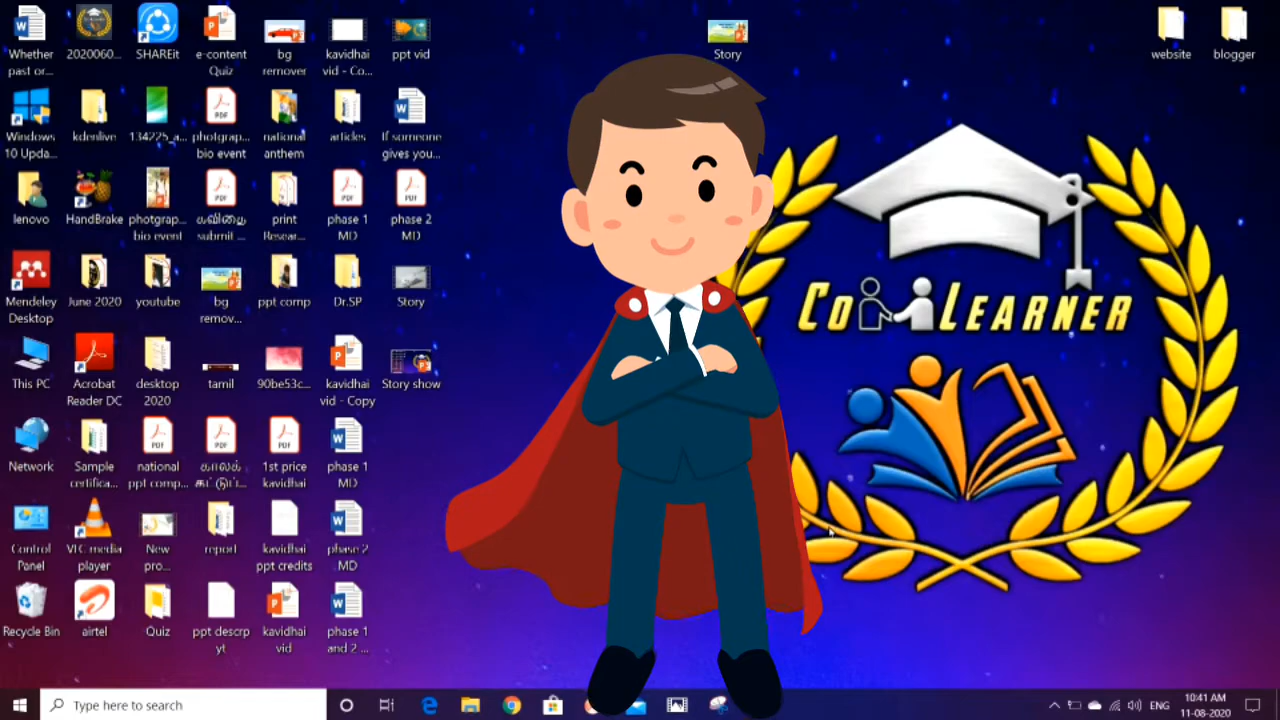 Whether
past or...
2020060...
SHAREit
e-content
Quiz
bg
remover
kavidhai
vid - Co...
ppt vid
Story
website
blogger
Windows
10 Upda...
kdenlive
134225_a...
photgrap...
bio event
national
anthem
articles
If someone
gives you...
lenovo
HandBrake
photgrap...
bio event
கவிதை
submit ...
print
Resear...
phase 1
MD
phase 2
MD
Mendeley
Desktop
June 2020
youtube
bg
remov...
ppt comp
Dr.SP
Story
This PC
Acrobat
Reader DC
desktop
2020
tamil
90be53c...
kavidhai
vid - Copy
Story show
Network
Sample
certifica...
national
ppt comp...
1st price
kavidhai
phase 1
MD
Control
Panel
VLC media
player
New
pro...
report
kavidhai
ppt credits
phase 2
MD
Recycle Bin
airtel
Quiz
ppt descrp
yt
kavidhai
vid
phase 1
and 2 ...
CO LEARNER
Type here to search
ENG
10:41 AM
11-08-2020